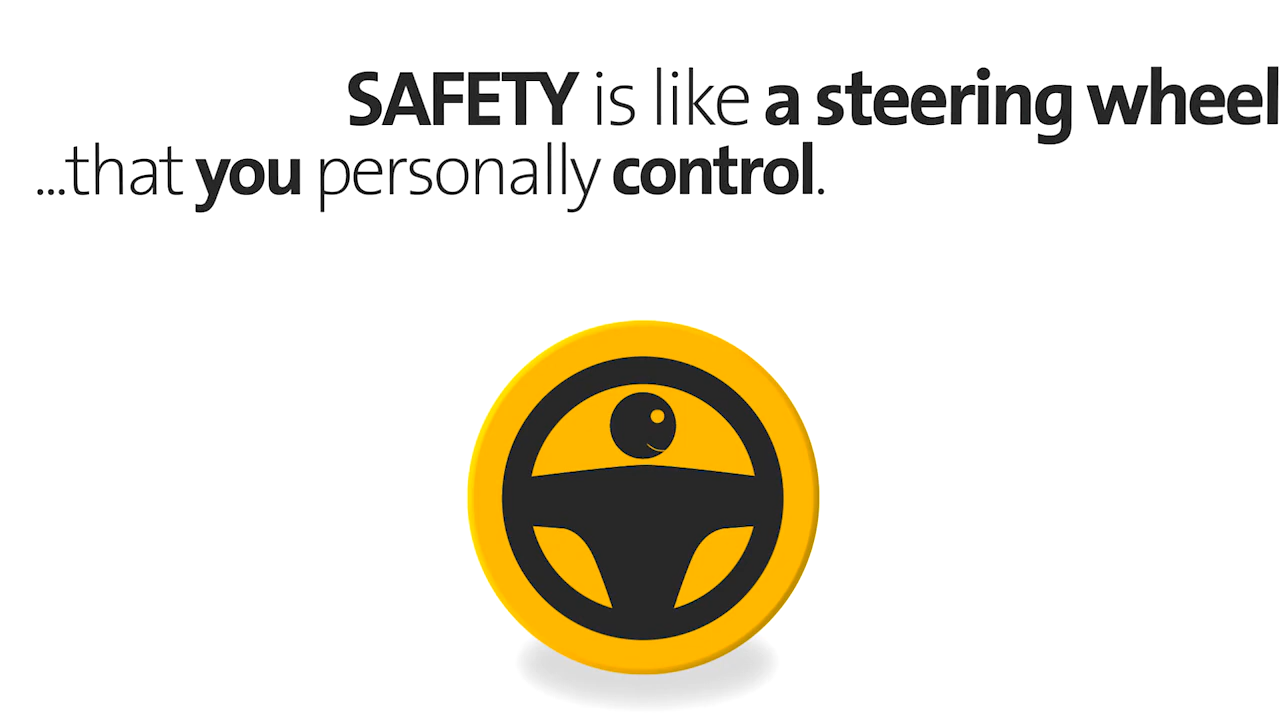 SAFETY is like a steering wheel
...that you personally control.